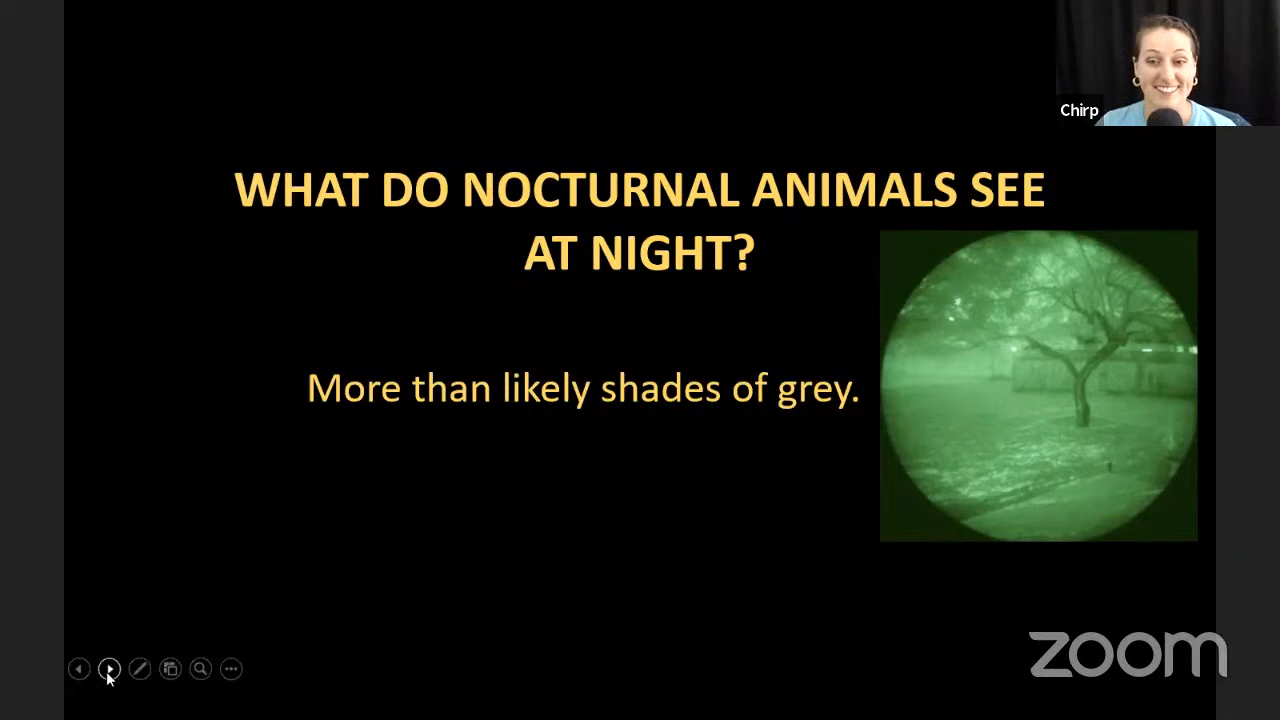 Chirp
WHAT DO NOCTURNAL ANIMALS SEE
AT NIGHT?
More than likely shades of grey.
zoom